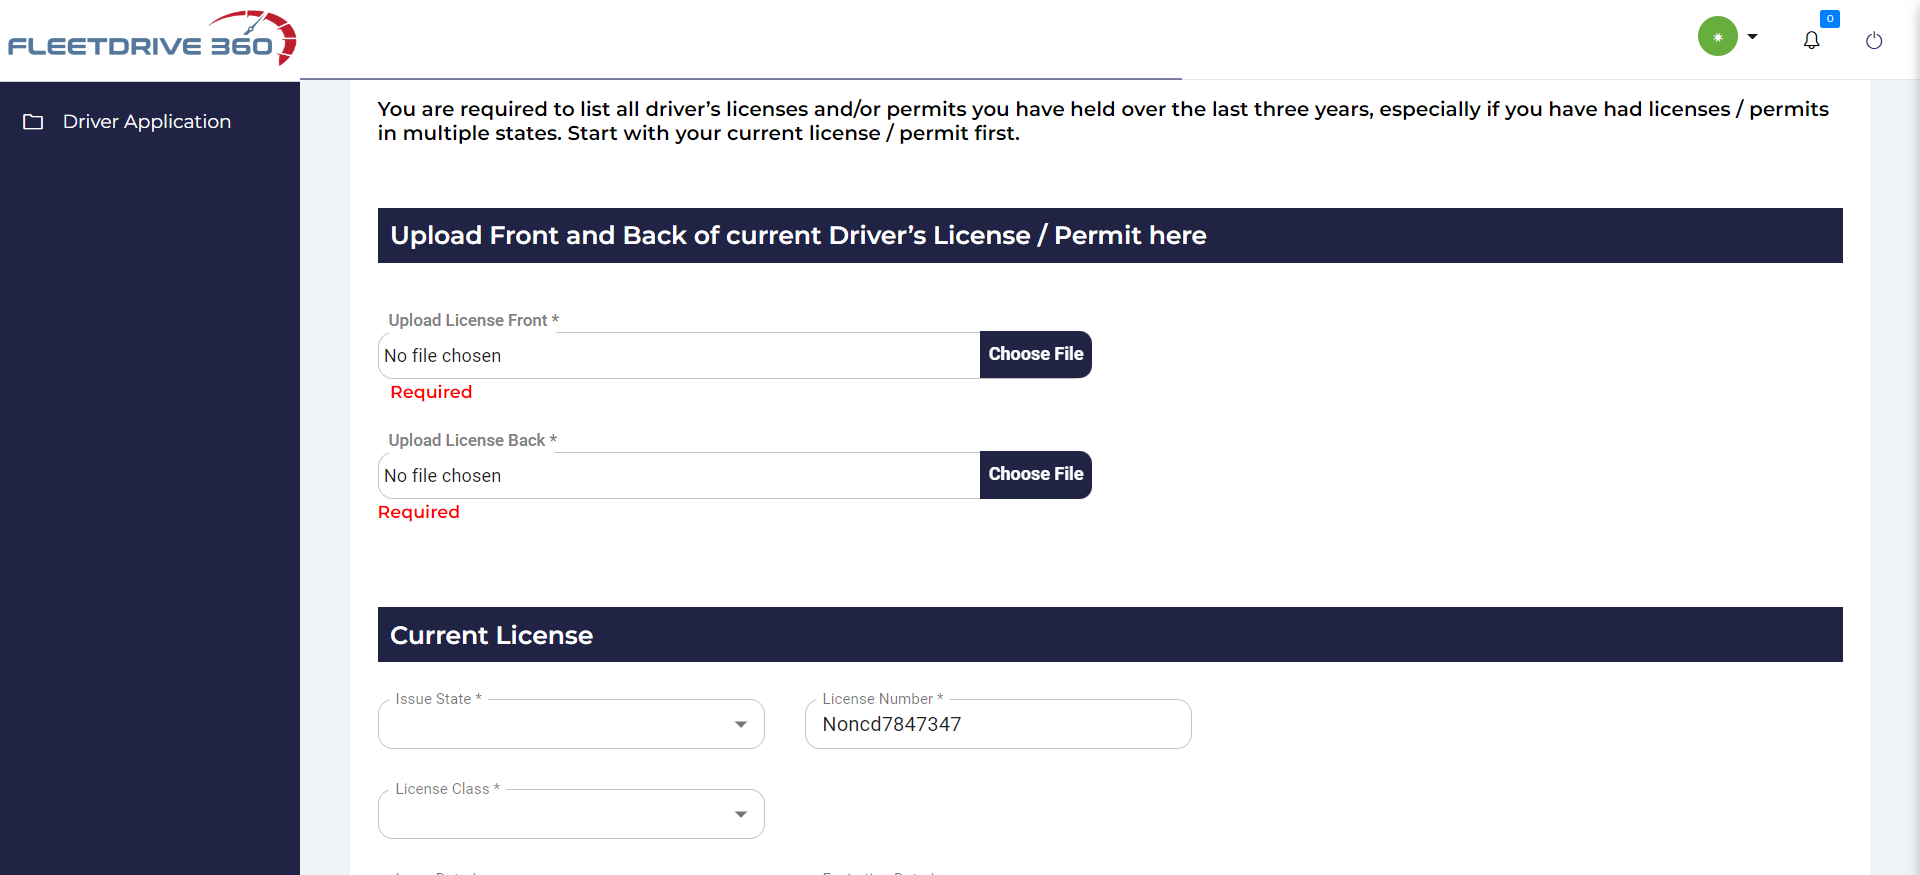 FLEETDRIVE 360
0
Driver Application
You are required to list all driver’s licenses and/or permits you have held over the last three years, especially if you have had licenses / permits
in multiple states. Start with your current license / permit first.
Upload Front and Back of current Driver’s License / Permit here
Upload License Front *
No file chosen
Choose File
Required
Upload License Back *
No file chosen
Choose File
Required
Current License
Issue State *
License Number *
Noncd7847347
License Class *